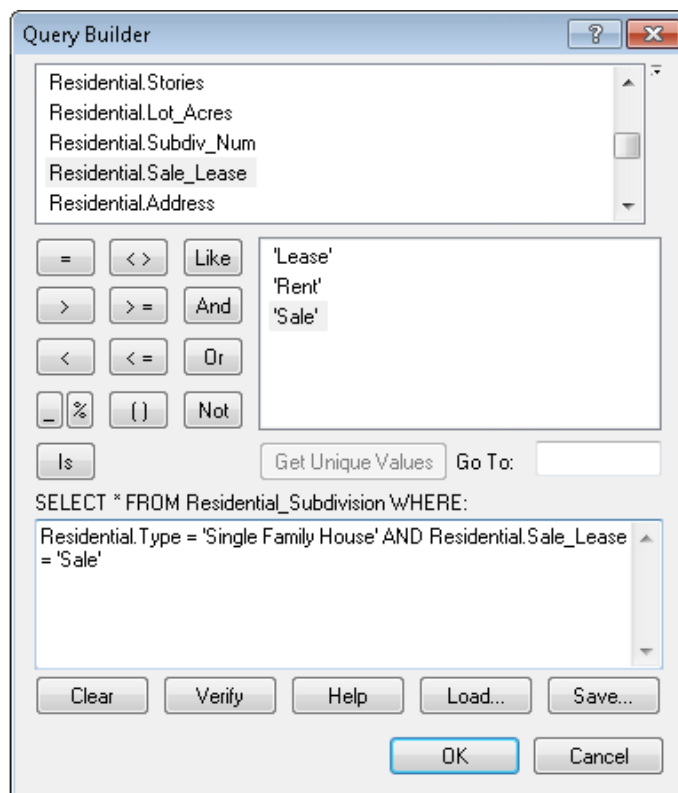 Query Builder
?
Residential.Stories
Residential.Lot_Acres
Residential.Subdiv_Num
Residential.Sale_Lease
Residential.Address
= < > Like
> > = And
< < = Or
_ % ( ) Not
Is
'Lease'
'Rent'
'Sale'
Get Unique Values Go To:
SELECT * FROM Residential_Subdivision WHERE:
Residential.Type = 'Single Family House' AND Residential.Sale_Lease
= 'Sale'
Clear Verify Help Load... Save...
OK Cancel